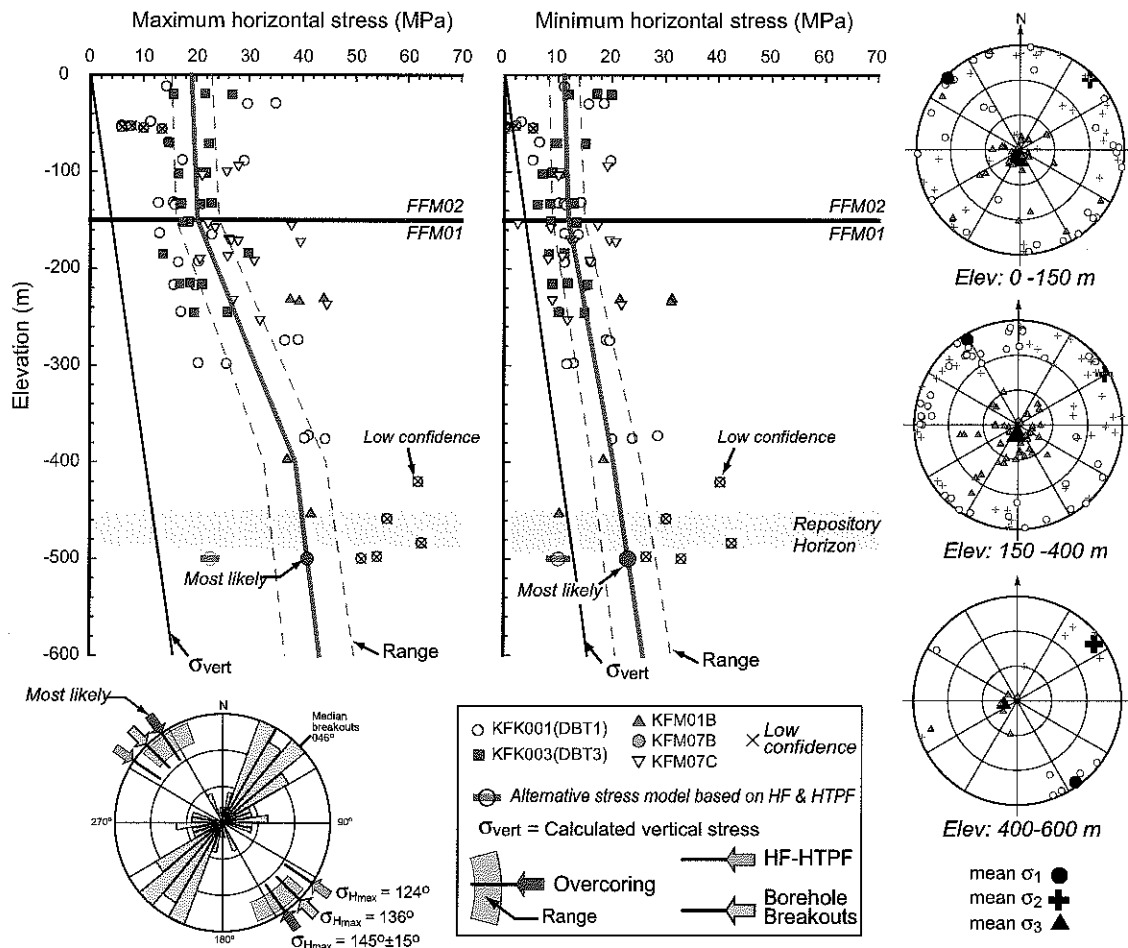 Maximum horizontal stress (MPa)
0 10 20 30 40 50 60 70
Minimum horizontal stress (MPa)
0 10 20 30 40 50 60 70
Elevation (m)
0
-100
-200
-300
-400
-500
-600
FFM02
FFM01
Low confidence
Most likely
σvert
Range
FFM02
FFM01
Low confidence
Repository
Horizon
Most likely
σvert
Range
N
Elev: 0 -150 m
Elev: 150 -400 m
Elev: 400-600 m
mean σ1
mean σ2
mean σ3
Most likely
N
Median
breakouts
046°
270°
90°
180°
σHmax = 124°
σHmax = 136°
σHmax = 145°±15°
KFK001(DBT1)
KFK003(DBT3)
KFM01B
KFM07B
KFM07C
Low
confidence
Alternative stress model based on HF & HTPF
σvert = Calculated vertical stress
Overcoring
Range
HF-HTPF
Borehole
Breakouts